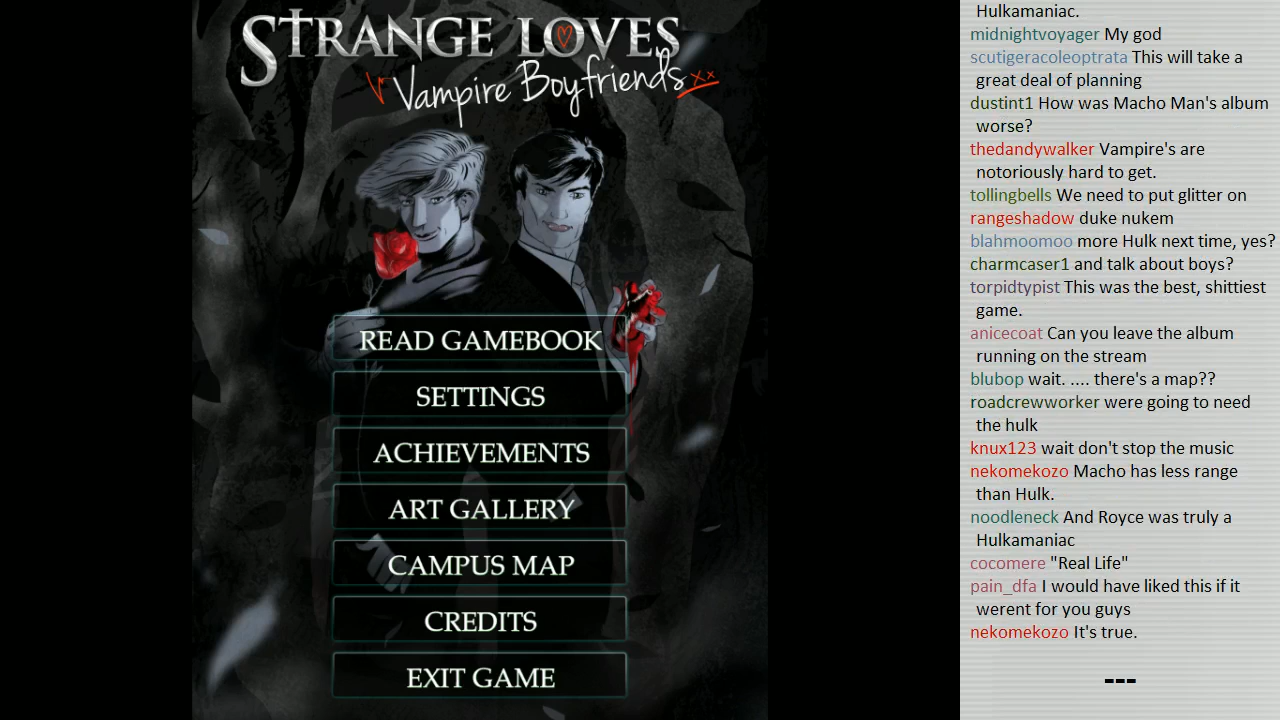 STRANGE LOVES
Vampire Boyfriends xx
READ GAMEBOOK
SETTINGS
ACHIEVEMENTS
ART GALLERY
CAMPUS MAP
CREDITS
EXIT GAME
Hulkamaniac.
midnightvoyager My god
scutigeracoleoptrata This will take a
great deal of planning
dustint1 How was Macho Man's album
worse?
thedandywalker Vampire's are
notoriously hard to get.
tollingbells We need to put glitter on
rangeshadow duke nukem
blahmoomoo more Hulk next time, yes?
charmcaser1 and talk about boys?
torpidtypist This was the best, shittiest
game.
anicecoat Can you leave the album
running on the stream
blubop wait. .... there's a map??
roadcrewworker were going to need
the hulk
knux123 wait don't stop the music
nekomekozo Macho has less range
than Hulk.
noodleneck And Royce was truly a
Hulkamaniac
cocomere "Real Life"
pain_dfa I would have liked this if it
werent for you guys
nekomekozo It's true.
---